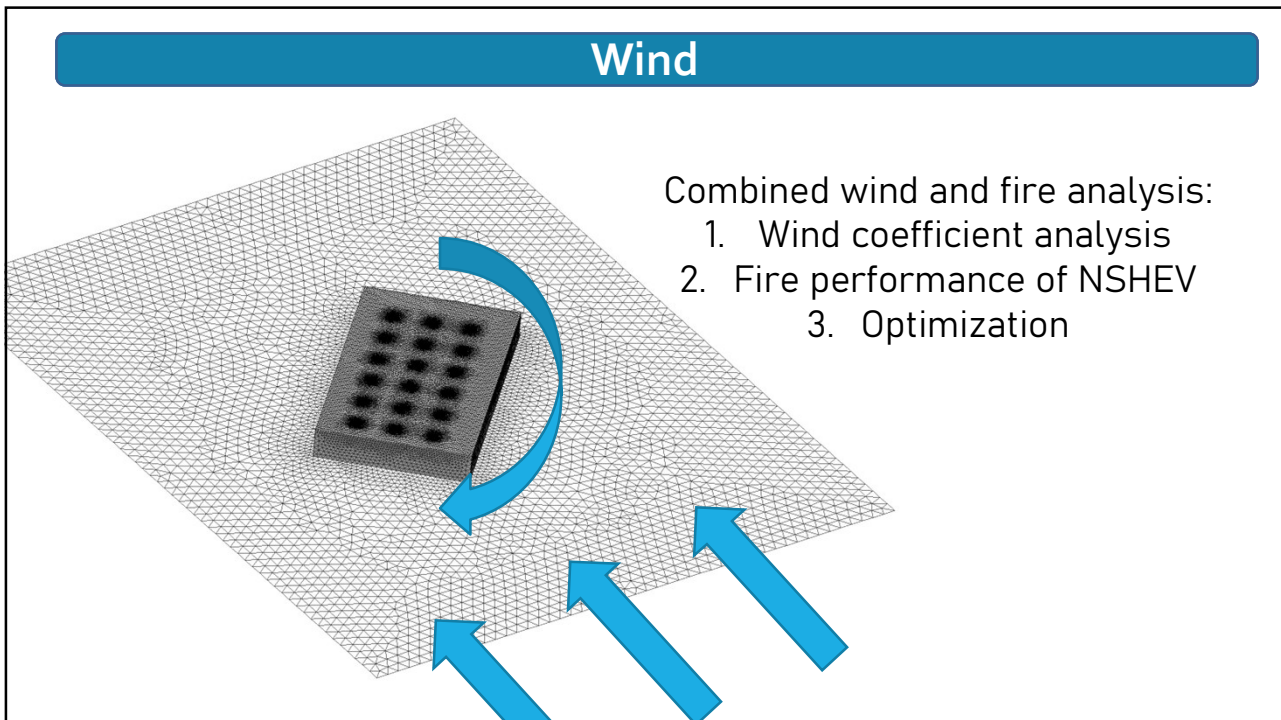 Wind
Combined wind and fire analysis:
1. Wind coefficient analysis
2. Fire performance of NSHEV
3. Optimization